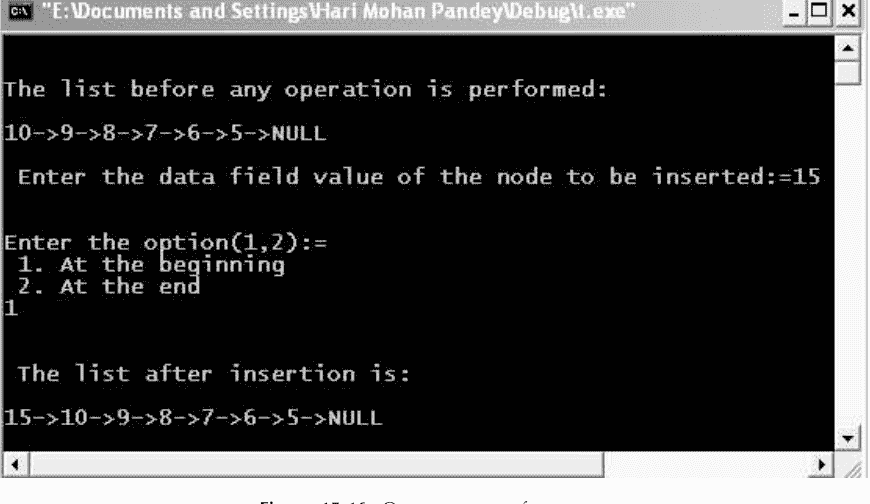 "E:\Documents and Settings\Hari Mohan Pandey\Debug\t.exe"
The list before any operation is performed:
10->9->8->7->6->5->NULL
Enter the data field value of the node to be inserted:=15
Enter the option(1,2):=
1. At the beginning
2. At the end
1
The list after insertion is:
15->10->9->8->7->6->5->NULL